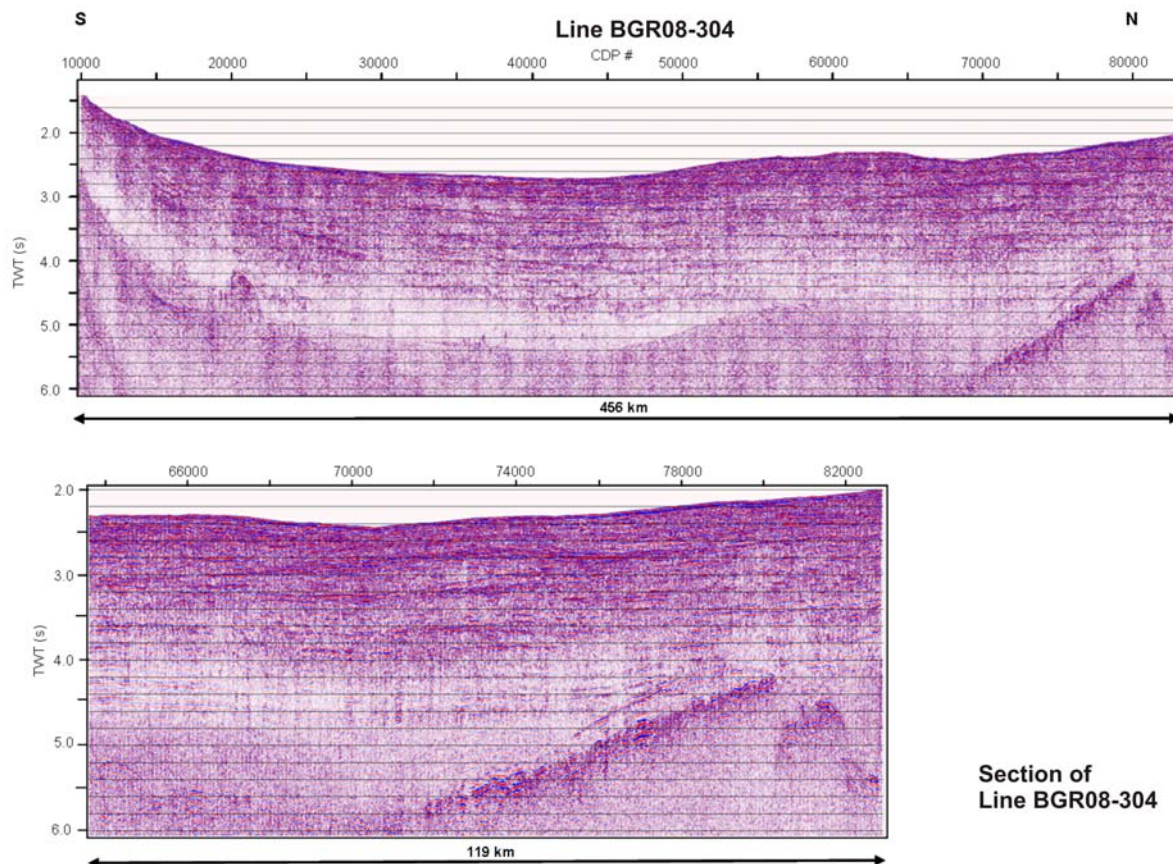 S
N
Line BGR08-304
CDP #
10000 20000 30000 40000 50000 60000 70000 80000
2.0
3.0
TWT (s)
4.0
5.0
6.0
456 km
66000 70000 74000 78000 82000
2.0
3.0
TWT (s)
4.0
5.0
6.0
119 km
Section of
Line BGR08-304